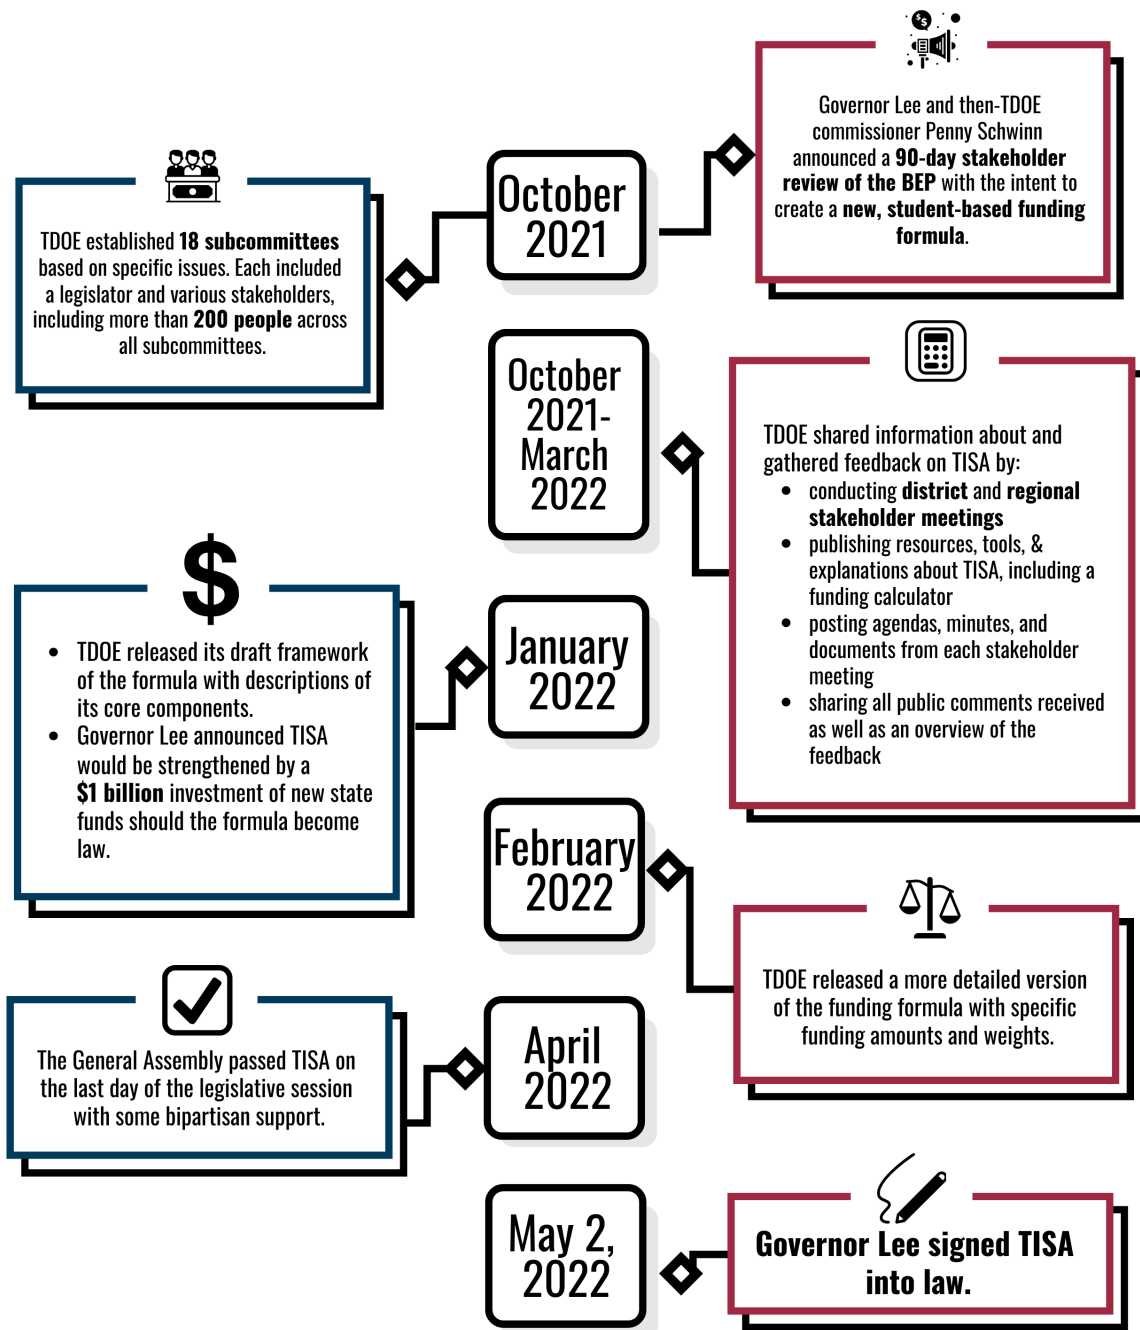 $s
Governor Lee and then-TDOE
commissioner Penny Schwinn
announced a 90-day stakeholder
review of the BEP with the intent to
create a new, student-based funding
formula.
October
2021
TDOE established 18 subcommittees
based on specific issues. Each included
a legislator and various stakeholders,
including more than 200 people across
all subcommittees.
October
2021-
March
2022
TDOE shared information about and
gathered feedback on TISA by:
• conducting district and regional
stakeholder meetings
• publishing resources, tools, &
explanations about TISA, including a
funding calculator
• posting agendas, minutes, and
documents from each stakeholder
meeting
• sharing all public comments received
as well as an overview of the
feedback
$
January
2022
• TDOE released its draft framework
of the formula with descriptions of
its core components.
• Governor Lee announced TISA
would be strengthened by a
$1 billion investment of new state
funds should the formula become
law.
February
2022
TDOE released a more detailed version
of the funding formula with specific
funding amounts and weights.
April
2022
The General Assembly passed TISA on
the last day of the legislative session
with some bipartisan support.
May 2,
2022
Governor Lee signed TISA
into law.